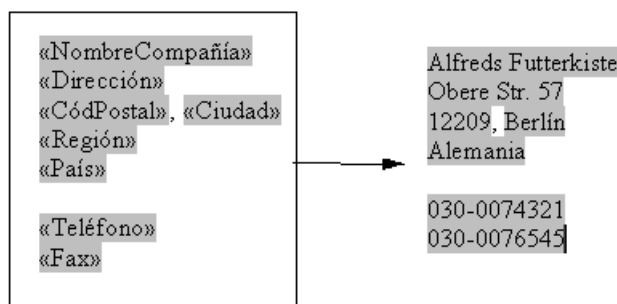 «NombreCompañía»
«Dirección»
«CódPostal», «Ciudad»
«Región»
«País»
«Teléfono»
«Fax»
Alfreds Futterkiste
Obere Str. 57
12209, Berlín
Alemania
030-0074321
030-0076545